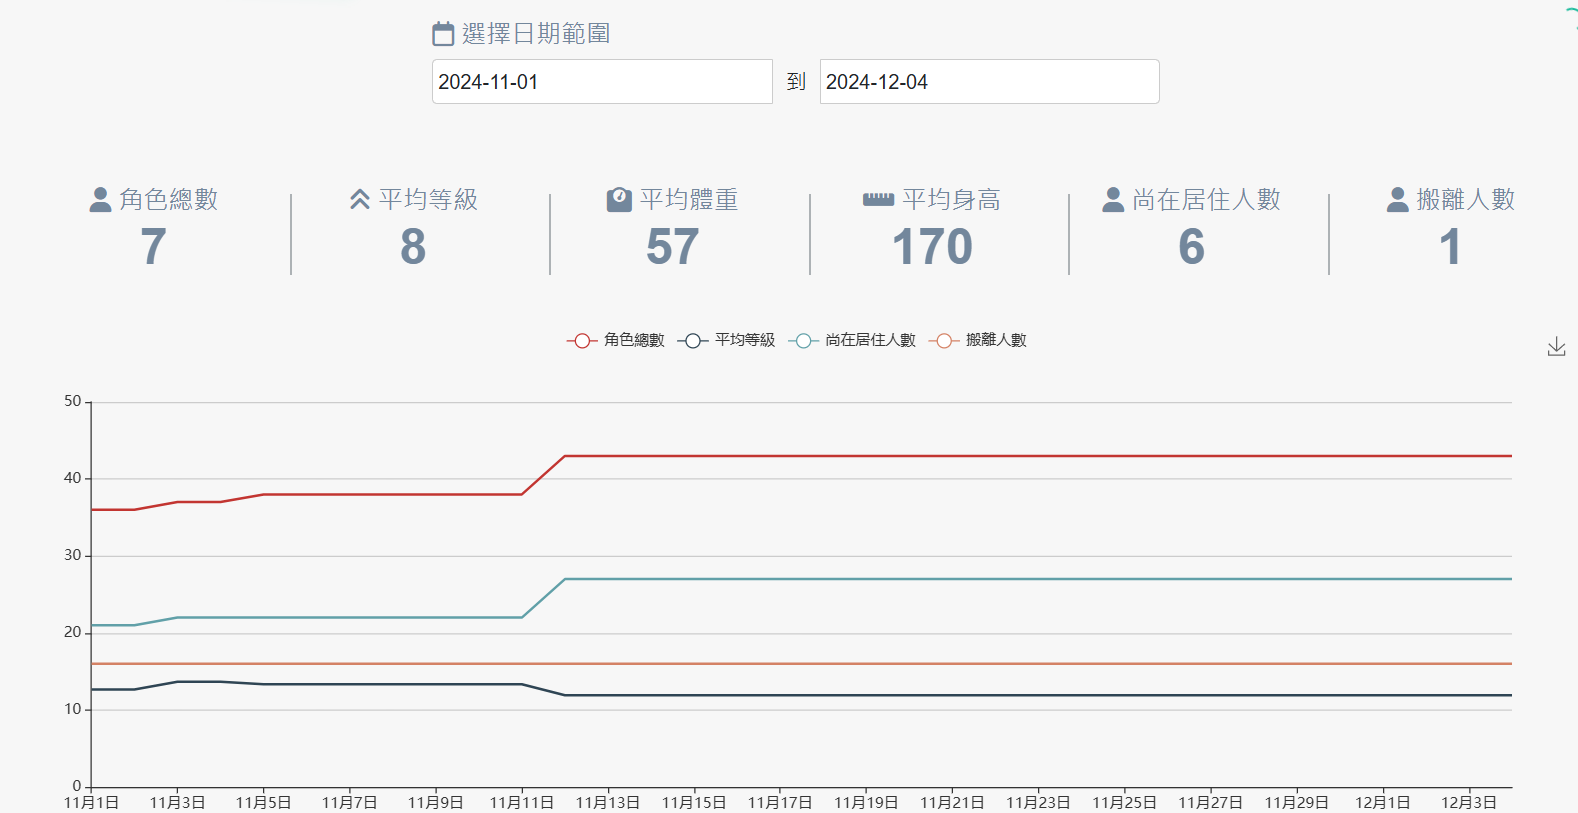 選擇日期範圍
2024-11-01 到 2024-12-04
角色總數 平均等級 平均體重 平均身高 尚在居住人數 搬離人數
7 8 57 170 6 1
角色總數 平均等級 尚在居住人數 搬離人數
50
40
30
20
10
0
11月1日 11月3日 11月5日 11月7日 11月9日 11月11日 11月13日 11月15日 11月17日 11月19日 11月21日 11月23日 11月25日 11月27日 11月29日 12月1日 12月3日